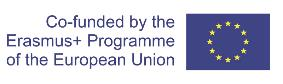 Co-funded by the
Erasmus+ Programme
of the European Union